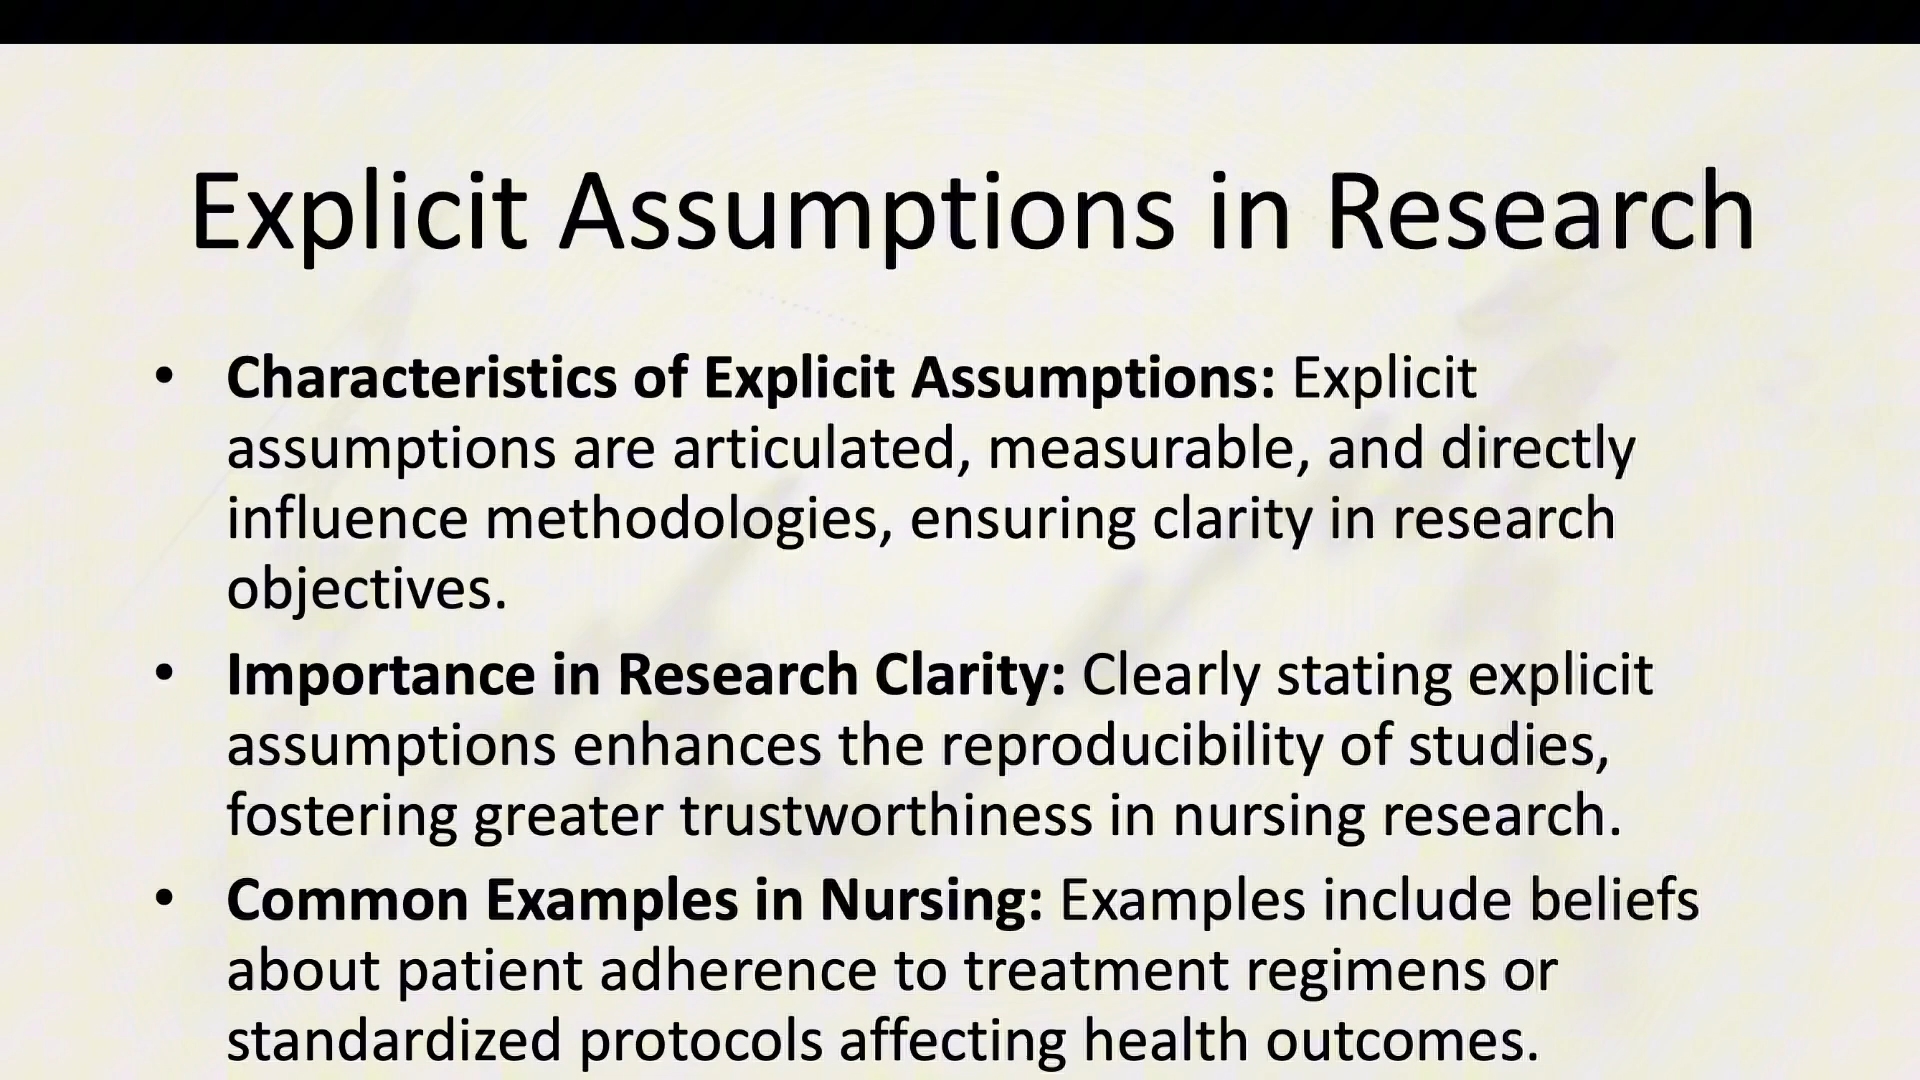 Explicit Assumptions in Research
• Characteristics of Explicit Assumptions: Explicit
assumptions are articulated, measurable, and directly
influence methodologies, ensuring clarity in research
objectives.
• Importance in Research Clarity: Clearly stating explicit
assumptions enhances the reproducibility of studies,
fostering greater trustworthiness in nursing research.
• Common Examples in Nursing: Examples include beliefs
about patient adherence to treatment regimens or
standardized protocols affecting health outcomes.